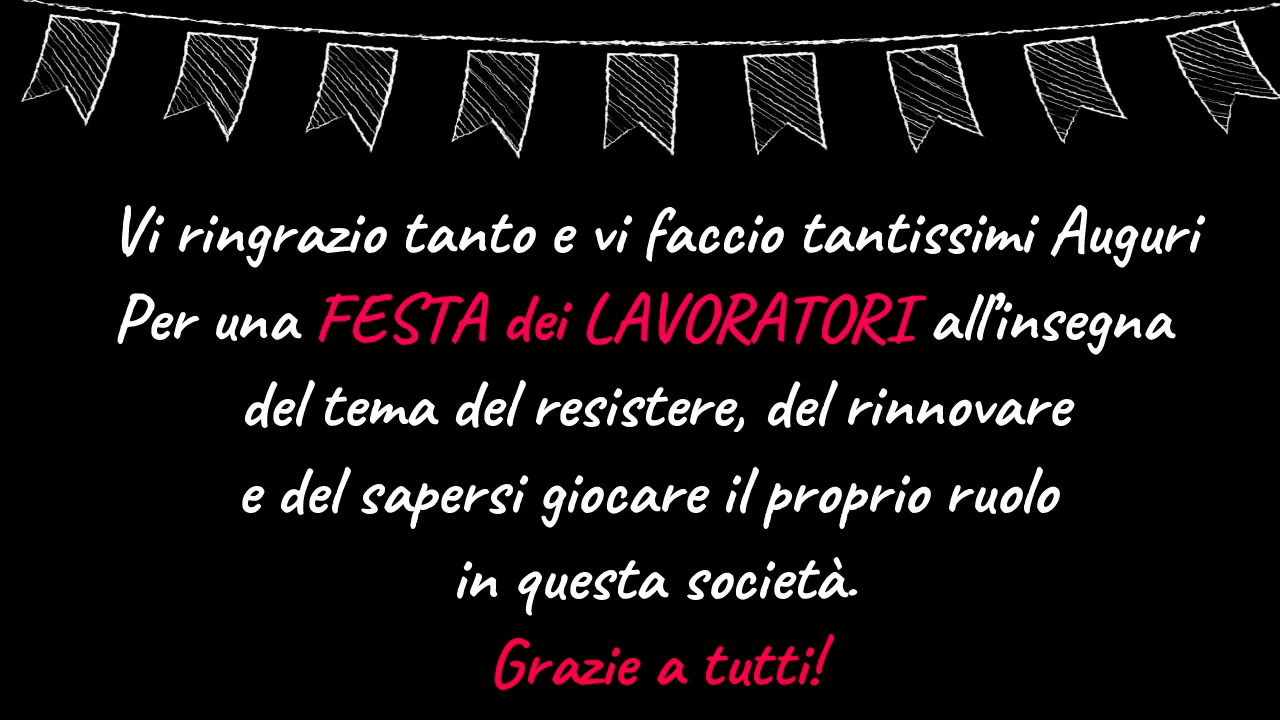 Vi ringrazio tanto e vi faccio tantissimi Auguri
Per una FESTA dei LAVORATORI all'insegna
del tema del resistere, del rinnovare
e del sapersi giocare il proprio ruolo
in questa società.
Grazie a tutti!